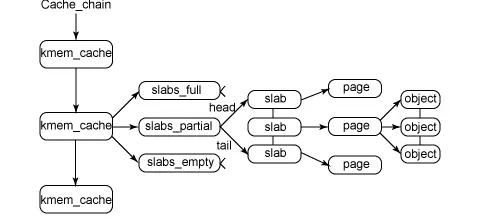 Cache_chain
kmem_cache
slabs_full
head
slab
page
object
kmem_cache
slabs_partial
slab
page
object
tail
slabs_empty
slab
page
object
kmem_cache